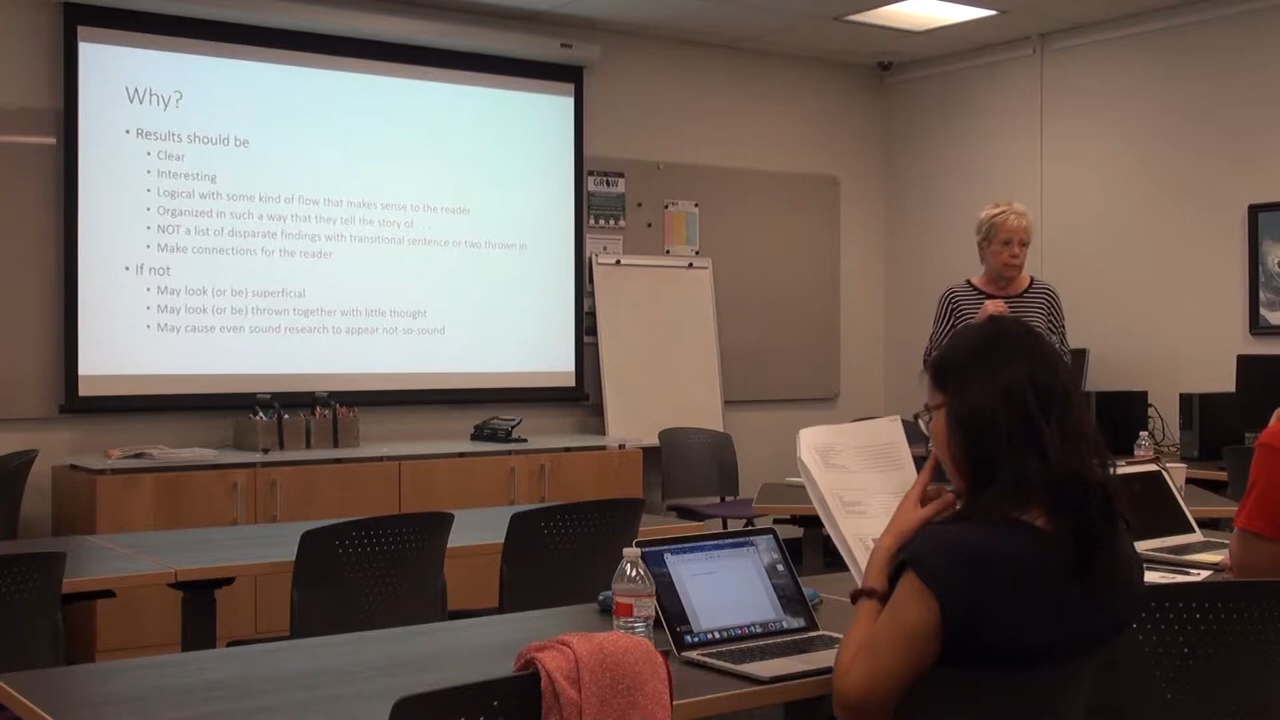 Why?
• Results should be
• Clear
• Interesting
• Logical with some kind of flow that makes sense to the reader
• Organized in such a way that they tell the story of . . .
• NOT a list of disparate findings with transitional sentence or two thrown in
• Make connections for the reader
• If not
• May look (or be) superficial
• May look (or be) thrown together with little thought
• May cause even sound research to appear not-so-sound
GROW